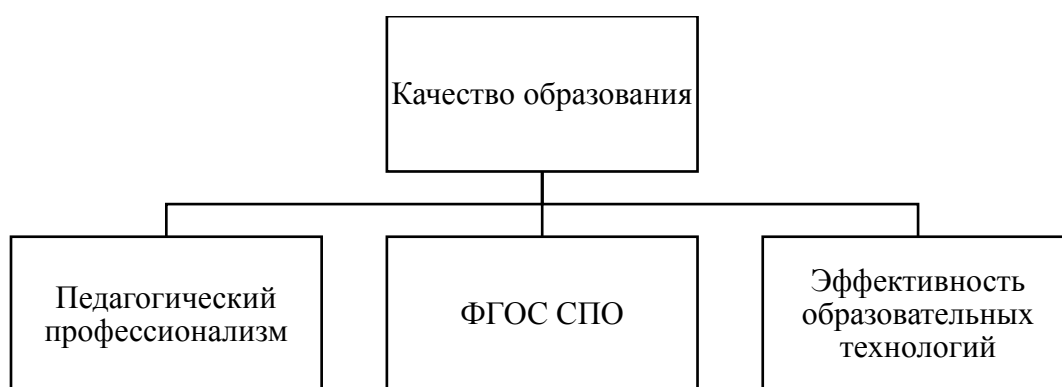 Качество образования
Педагогический
профессионализм
ФГОС СПО
Эффективность
образовательных
технологий